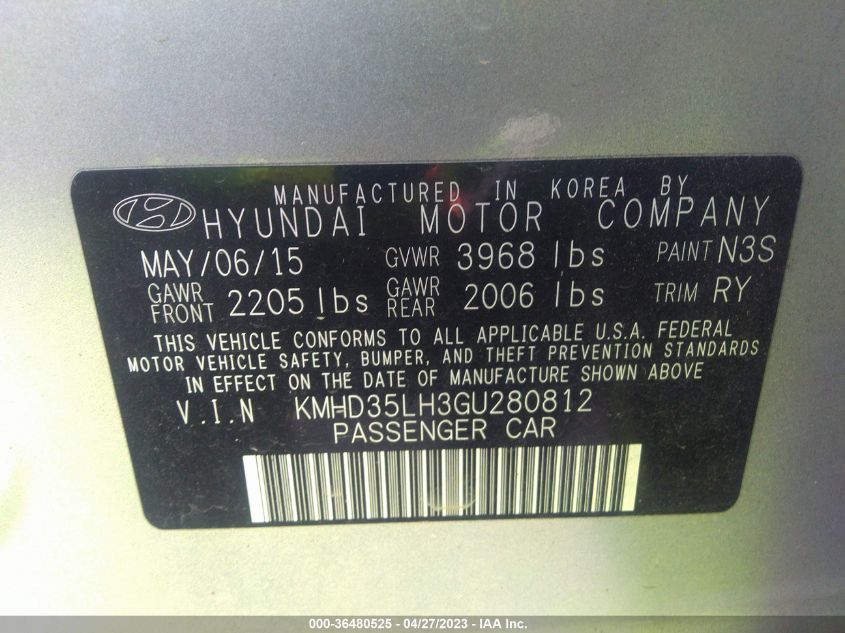 MANUFACTURED IN KOREA BY
HYUNDAI MOTOR COMPANY
MAY/06/15 GVWR 3968 lbs PAINT N3S
GAWR FRONT 2205 lbs GAWR REAR 2006 lbs TRIM RY
THIS VEHICLE CONFORMS TO ALL APPLICABLE U.S.A. FEDERAL
MOTOR VEHICLE SAFETY, BUMPER, AND THEFT PREVENTION STANDARDS
IN EFFECT ON THE DATE OF MANUFACTURE SHOWN ABOVE
V.I.N KMHD35LH3GU280812
PASSENGER CAR
000-36480525 - 04/27/2023 - IAA Inc.